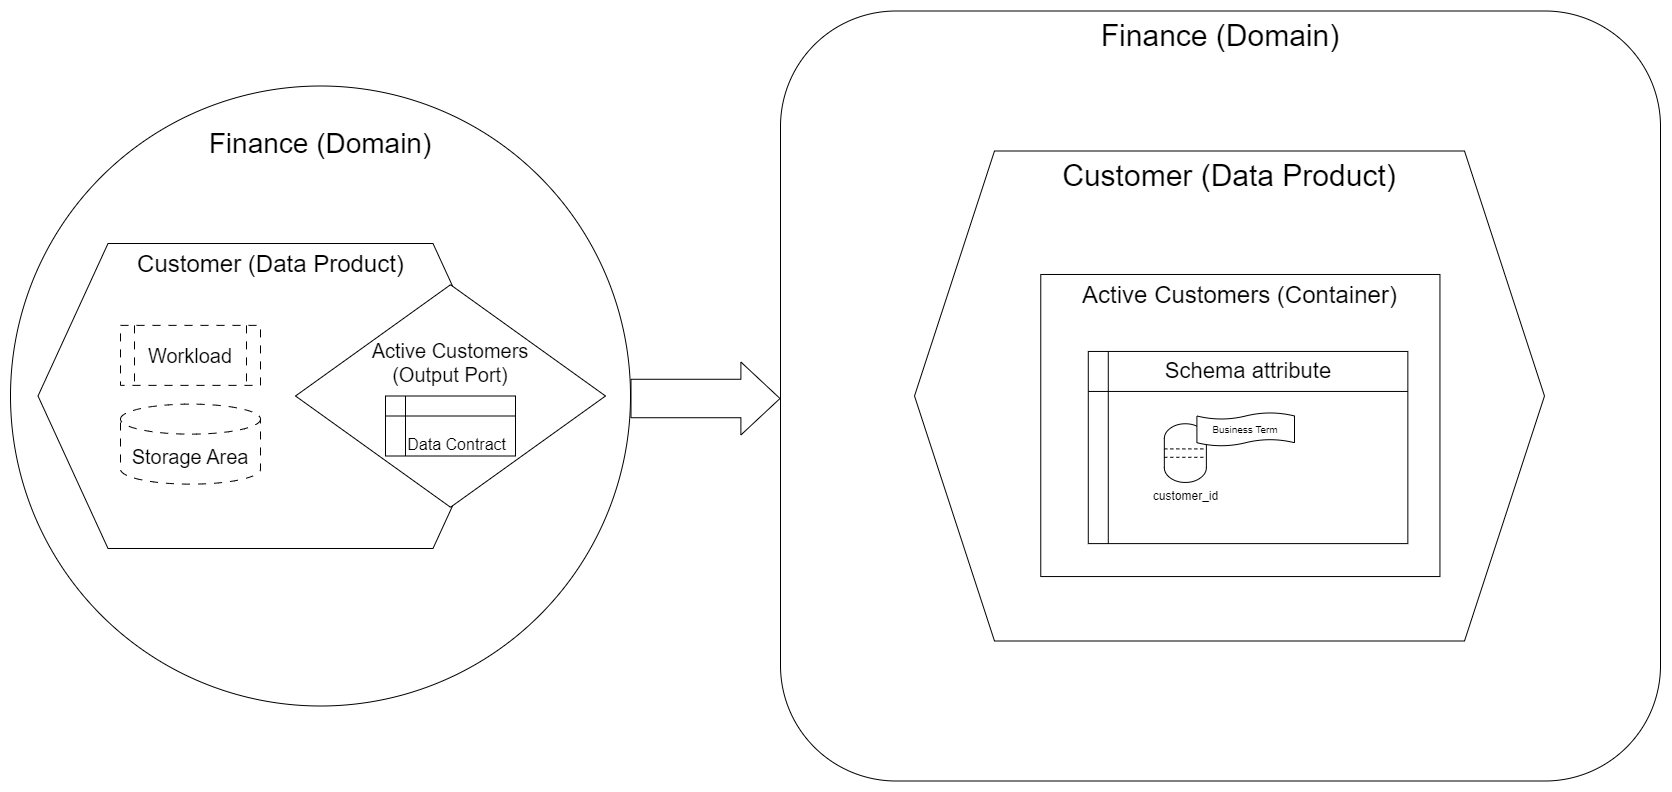 Finance (Domain)
Customer (Data Product)
Workload
Storage Area
Active Customers
(Output Port)
Data Contract
Finance (Domain)
Customer (Data Product)
Active Customers (Container)
Schema attribute
Business Term
customer_id